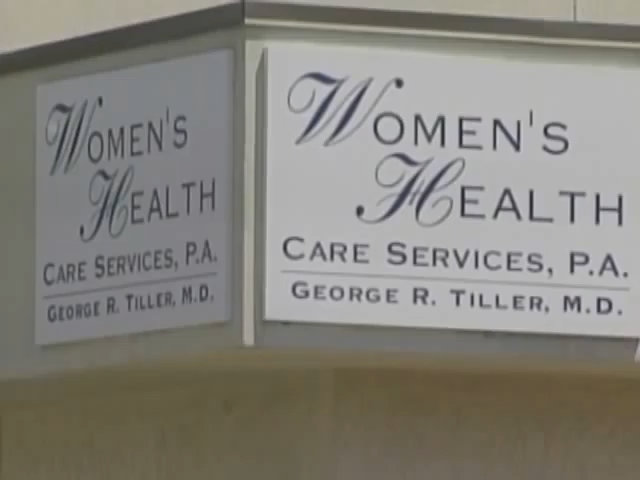 WOMEN'S
HEALTH
CARE SERVICES, P.A.
GEORGE R. TILLER, M.D.
WOMEN'S
HEALTH
CARE SERVICES, P.A.
GEORGE R. TILLER, M.D.